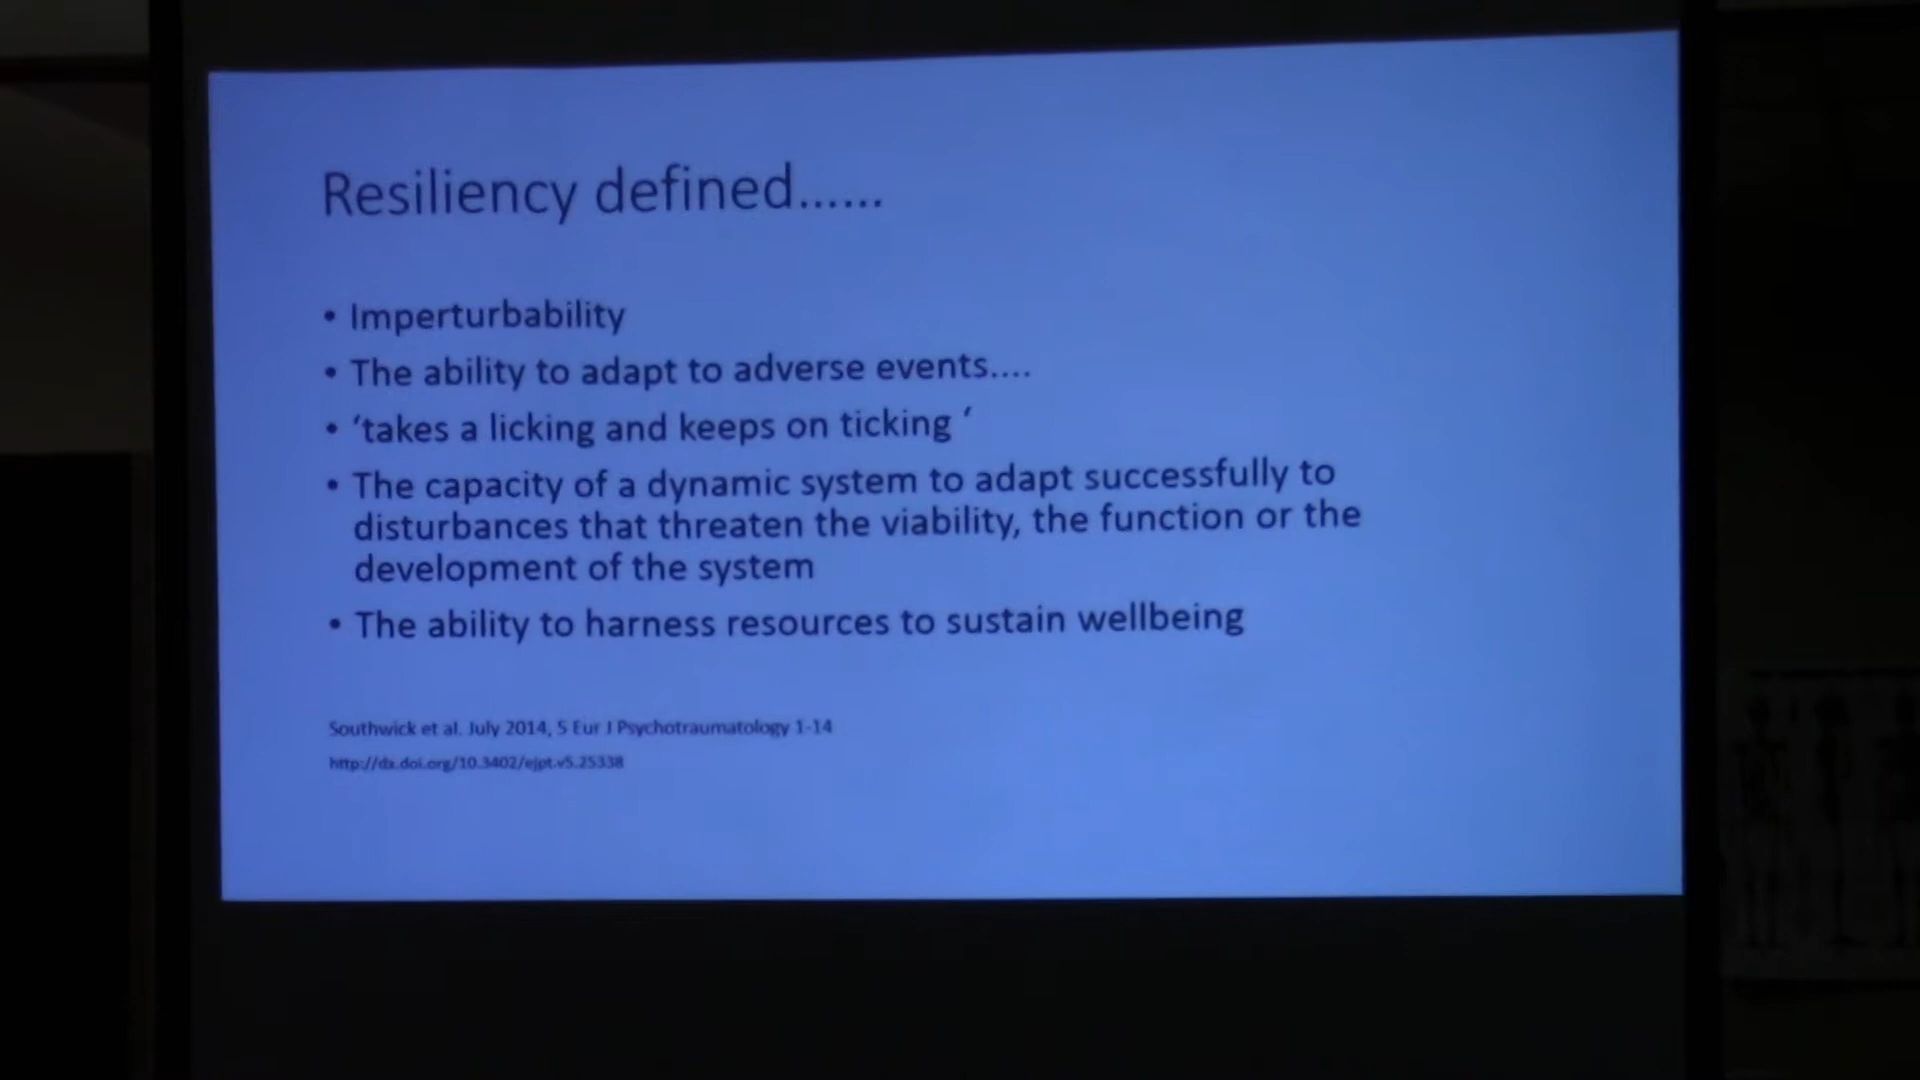 Resiliency defined......
• Imperturbability
• The ability to adapt to adverse events....
• ‘takes a licking and keeps on ticking ’
• The capacity of a dynamic system to adapt successfully to
disturbances that threaten the viability, the function or the
development of the system
• The ability to harness resources to sustain wellbeing
Southwick et al. July 2014, 5 Eur J Psychotraumatology 1-14
http://dx.doi.org/10.3402/ejpt.v5.25338